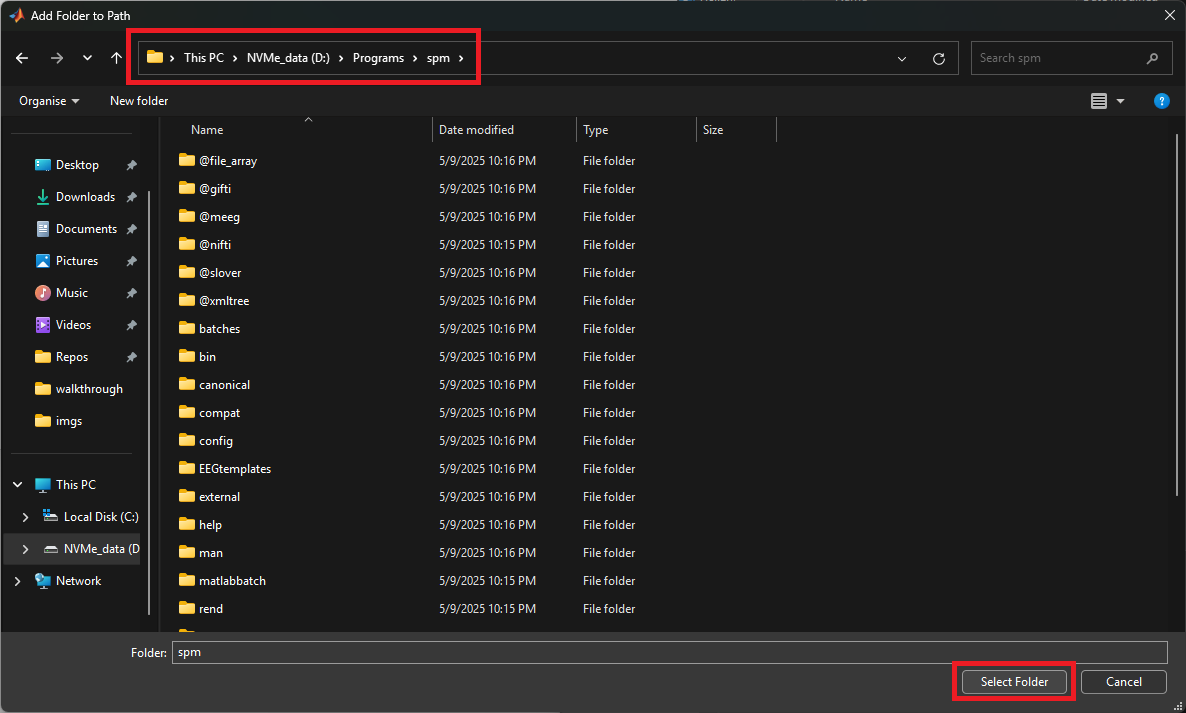 Add Folder to Path
This PC > NVMe_data (D:) > Programs > spm >
Search spm
Organise
New folder
?
Name
Date modified
Type
Size
@file_array 5/9/2025 10:16 PM File folder
@gifti 5/9/2025 10:16 PM File folder
@meeg 5/9/2025 10:16 PM File folder
@nifti 5/9/2025 10:15 PM File folder
@slover 5/9/2025 10:16 PM File folder
@xmltree 5/9/2025 10:16 PM File folder
batches 5/9/2025 10:16 PM File folder
bin 5/9/2025 10:16 PM File folder
canonical 5/9/2025 10:16 PM File folder
compat 5/9/2025 10:16 PM File folder
config 5/9/2025 10:16 PM File folder
EEGtemplates 5/9/2025 10:16 PM File folder
external 5/9/2025 10:16 PM File folder
help 5/9/2025 10:16 PM File folder
man 5/9/2025 10:16 PM File folder
matlabbatch 5/9/2025 10:15 PM File folder
rend 5/9/2025 10:15 PM File folder
Desktop
Downloads
Documents
Pictures
Music
Videos
Repos
walkthrough
imgs
This PC
Local Disk (C:)
NVMe_data (D
Network
Folder: spm
Select Folder
Cancel